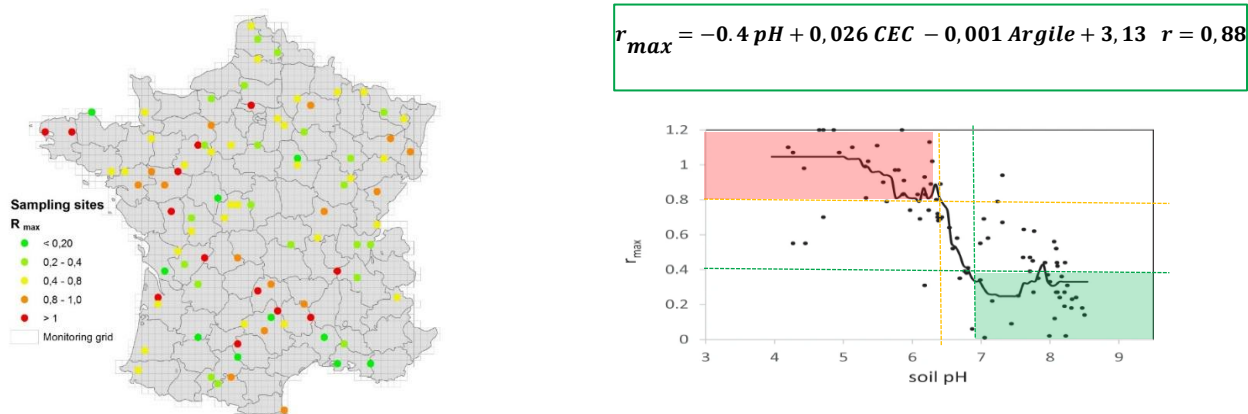 Sampling sites
R max
< 0,20
0,2 - 0,4
0,4 - 0,8
0,8 - 1,0
> 1
Monitoring grid
r_max = −0.4 pH + 0,026 CEC − 0,001 Argile + 3,13 r = 0,88
1.2
1
0.8
0.6
0.4
0.2
0
r_max
3
4
5
6
7
8
9
soil pH